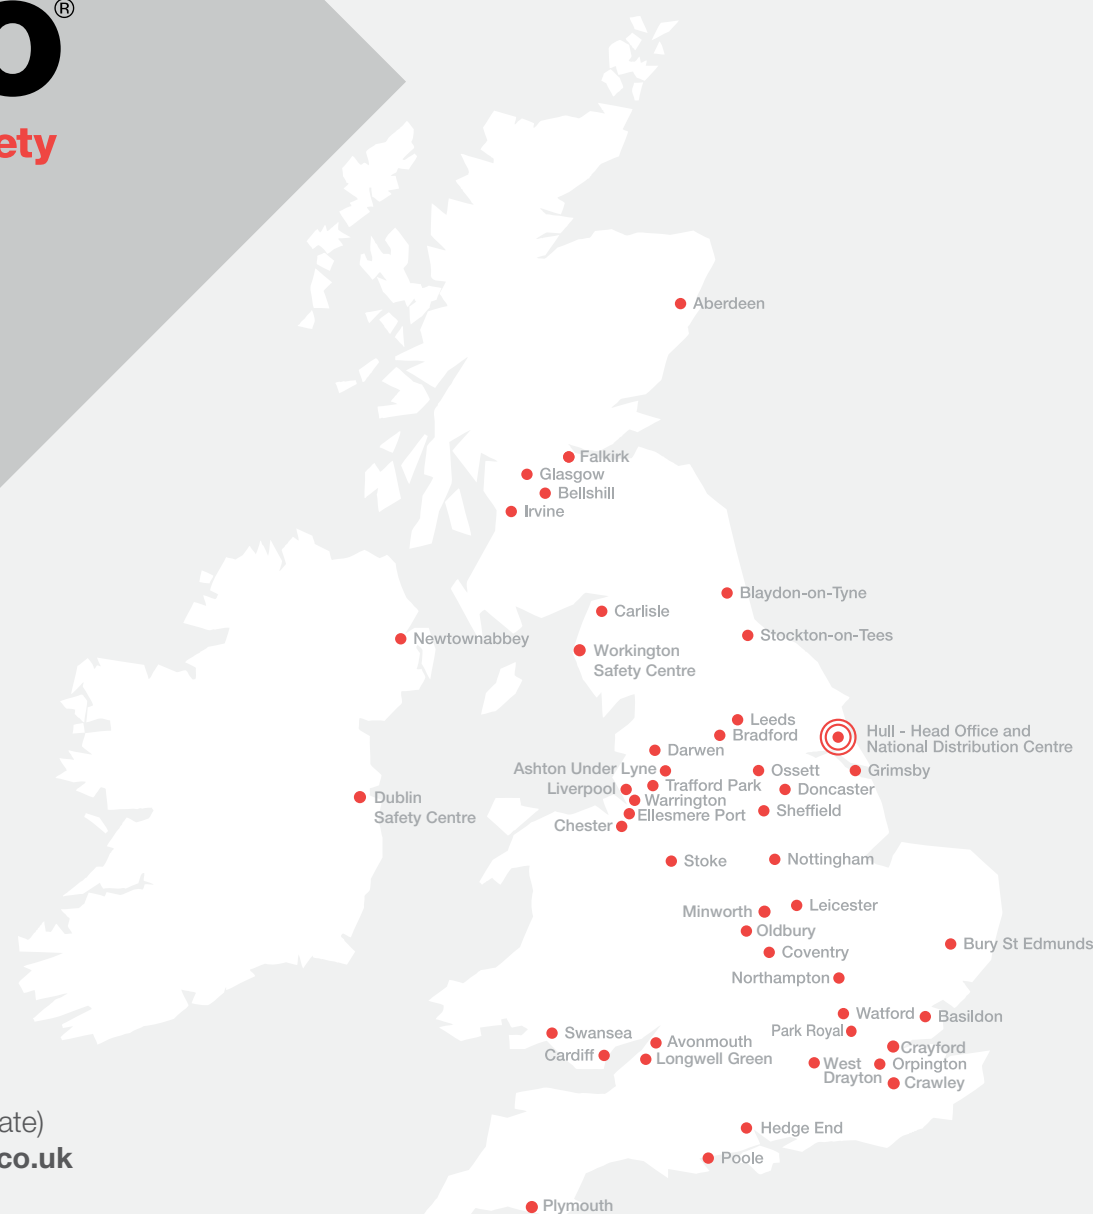 ®
Aberdeen
Falkirk
Glasgow
Bellshill
Irvine
Blaydon-on-Tyne
Carlisle
Stockton-on-Tees
Newtownabbey
Workington
Safety Centre
Leeds
Hull - Head Office and
National Distribution Centre
Bradford
Darwen
Ashton Under Lyne
Ossett
Grimsby
Trafford Park
Liverpool
Doncaster
Dublin
Safety Centre
Warrington
Ellesmere Port
Sheffield
Chester
Stoke
Nottingham
Leicester
Minworth
Oldbury
Bury St Edmunds
Coventry
Northampton
Watford
Basildon
Park Royal
Swansea
Avonmouth
Crayford
Cardiff
Longwell Green
West
Drayton
Orpington
Crawley
ate)
Hedge End
co.uk
Poole
Plymouth
ety